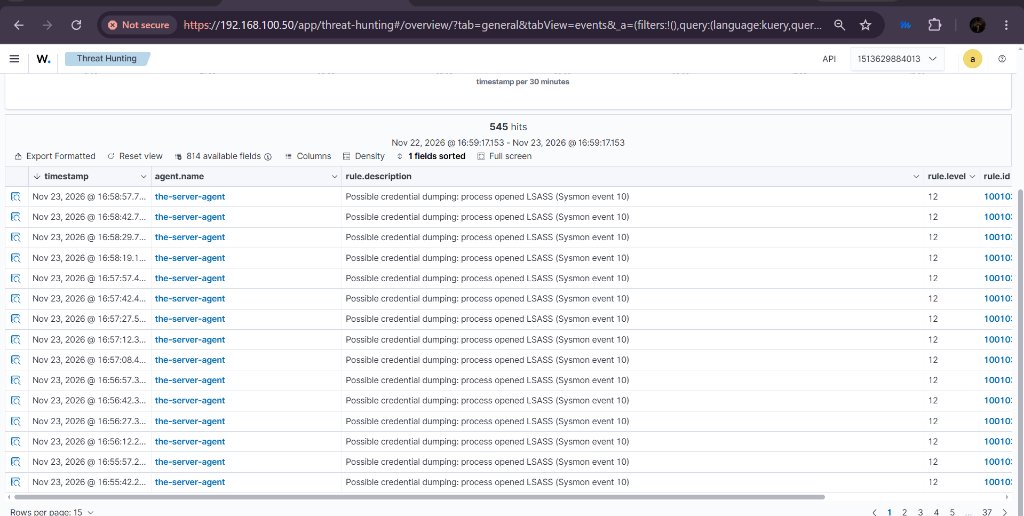 Not secure https://192.168.100.50/app/threat-hunting#/overview/?tab=general&tabView=events&_a=(filters:!(),query:(language:kuery,quer...
W. Threat Hunting API 1513629884013 a
timestamp per 30 minutes
545 hits
Nov 22, 2026 @ 16:59:17.153 - Nov 23, 2026 @ 16:59:17.153
Export Formatted Reset view 814 available fields Columns Density 1 fields sorted Full screen
timestamp agent.name rule.description rule.level rule.id
Nov 23, 2026 @ 16:58:57.7... the-server-agent Possible credential dumping: process opened LSASS (Sysmon event 10) 12 10010
Nov 23, 2026 @ 16:58:42.7... the-server-agent Possible credential dumping: process opened LSASS (Sysmon event 10) 12 10010
Nov 23, 2026 @ 16:58:29.7... the-server-agent Possible credential dumping: process opened LSASS (Sysmon event 10) 12 10010
Nov 23, 2026 @ 16:58:19.1... the-server-agent Possible credential dumping: process opened LSASS (Sysmon event 10) 12 10010
Nov 23, 2026 @ 16:57:57.4... the-server-agent Possible credential dumping: process opened LSASS (Sysmon event 10) 12 10010
Nov 23, 2026 @ 16:57:42.4... the-server-agent Possible credential dumping: process opened LSASS (Sysmon event 10) 12 10010
Nov 23, 2026 @ 16:57:27.5... the-server-agent Possible credential dumping: process opened LSASS (Sysmon event 10) 12 10010
Nov 23, 2026 @ 16:57:12.3... the-server-agent Possible credential dumping: process opened LSASS (Sysmon event 10) 12 10010
Nov 23, 2026 @ 16:57:08.4... the-server-agent Possible credential dumping: process opened LSASS (Sysmon event 10) 12 10010
Nov 23, 2026 @ 16:56:57.3... the-server-agent Possible credential dumping: process opened LSASS (Sysmon event 10) 12 10010
Nov 23, 2026 @ 16:56:42.3... the-server-agent Possible credential dumping: process opened LSASS (Sysmon event 10) 12 10010
Nov 23, 2026 @ 16:56:27.3... the-server-agent Possible credential dumping: process opened LSASS (Sysmon event 10) 12 10010
Nov 23, 2026 @ 16:56:12.2... the-server-agent Possible credential dumping: process opened LSASS (Sysmon event 10) 12 10010
Nov 23, 2026 @ 16:55:57.2... the-server-agent Possible credential dumping: process opened LSASS (Sysmon event 10) 12 10010
Nov 23, 2026 @ 16:55:42.2... the-server-agent Possible credential dumping: process opened LSASS (Sysmon event 10) 12 10010
Rows per page: 15 1 2 3 4 5 ... 37